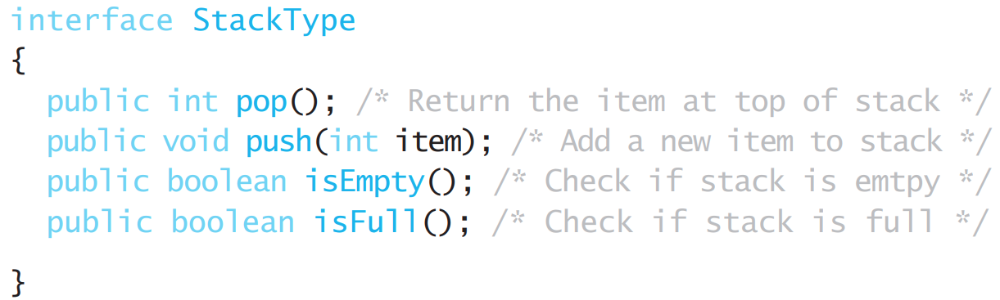 interface StackType
{
public int pop(); /* Return the item at top of stack */
public void push(int item); /* Add a new item to stack */
public boolean isEmpty(); /* Check if stack is emtpy */
public boolean isFull(); /* Check if stack is full */
}